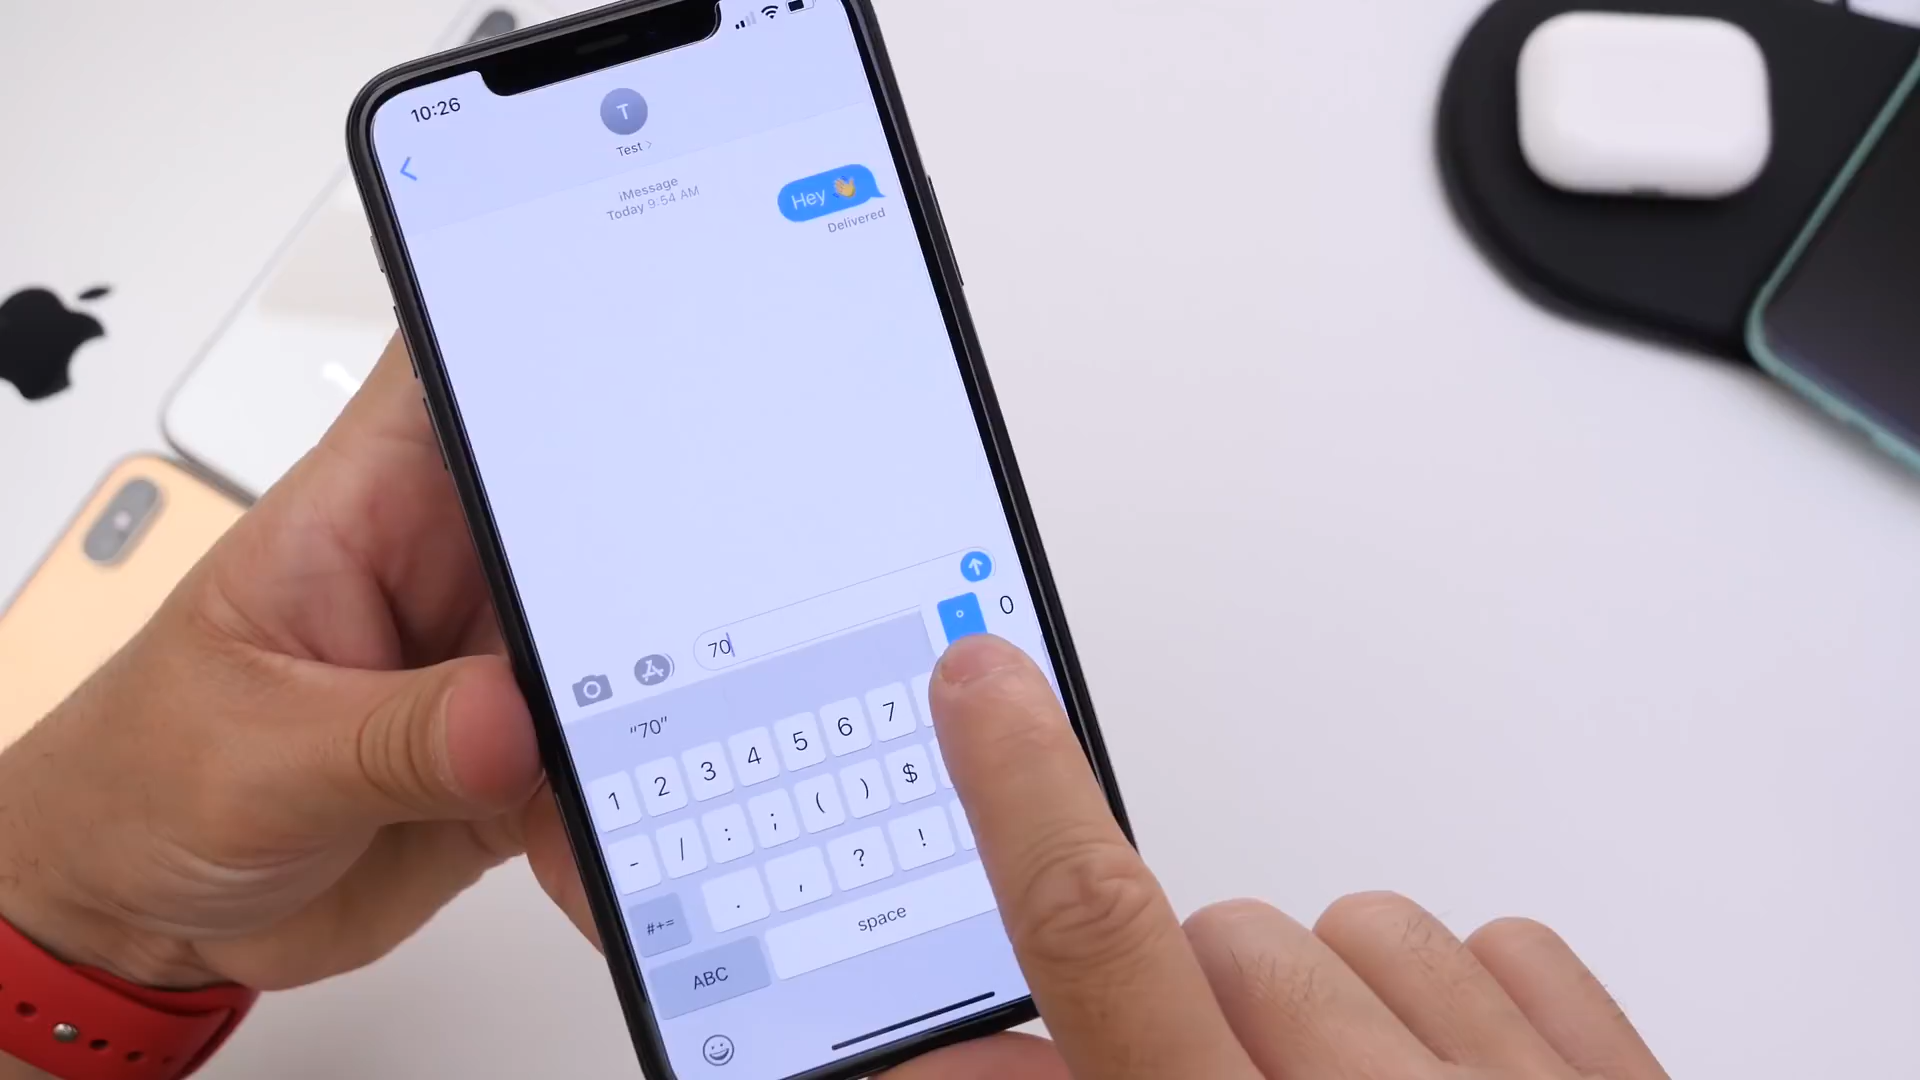 10:26
T
Test >
iMessage
Today 9:54 AM
Hey 👋
Delivered
70
° 0
"70"
1 2 3 4 5 6 7
- / : ; ( ) $
#+= . , ? !
ABC space